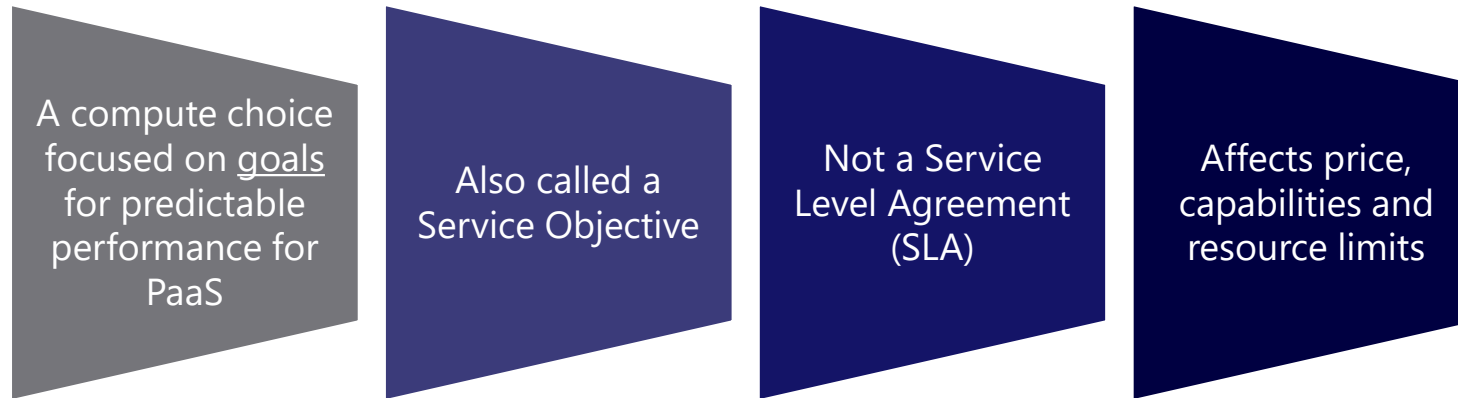 A compute choice
focused on goals
for predictable
performance for
PaaS
Also called a
Service Objective
Not a Service
Level Agreement
(SLA)
Affects price,
capabilities and
resource limits